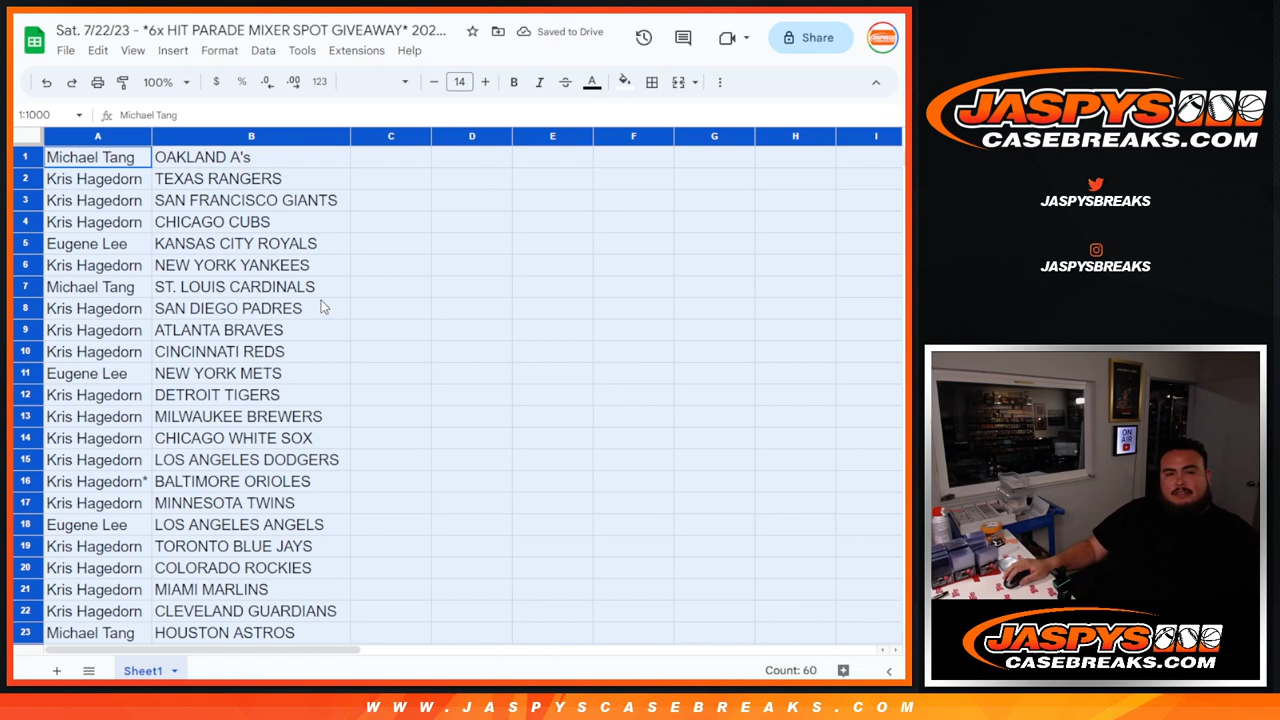 Sat. 7/22/23 - *6x HIT PARADE MIXER SPOT GIVEAWAY* 202...
Saved to Drive
Share
File Edit View Insert Format Data Tools Extensions Help
100% $ % .0 .00 123 14 B I S A
1:1000 fx Michael Tang
A B C D E F G H I
1 Michael Tang OAKLAND A's
2 Kris Hagedorn TEXAS RANGERS
3 Kris Hagedorn SAN FRANCISCO GIANTS
4 Kris Hagedorn CHICAGO CUBS
5 Eugene Lee KANSAS CITY ROYALS
6 Kris Hagedorn NEW YORK YANKEES
7 Michael Tang ST. LOUIS CARDINALS
8 Kris Hagedorn SAN DIEGO PADRES
9 Kris Hagedorn ATLANTA BRAVES
10 Kris Hagedorn CINCINNATI REDS
11 Eugene Lee NEW YORK METS
12 Kris Hagedorn DETROIT TIGERS
13 Kris Hagedorn MILWAUKEE BREWERS
14 Kris Hagedorn CHICAGO WHITE SOX
15 Kris Hagedorn LOS ANGELES DODGERS
16 Kris Hagedorn* BALTIMORE ORIOLES
17 Kris Hagedorn MINNESOTA TWINS
18 Eugene Lee LOS ANGELES ANGELS
19 Kris Hagedorn TORONTO BLUE JAYS
20 Kris Hagedorn COLORADO ROCKIES
21 Kris Hagedorn MIAMI MARLINS
22 Kris Hagedorn CLEVELAND GUARDIANS
23 Michael Tang HOUSTON ASTROS
Sheet1
Count: 60
JASPYS
CASEBREAKS.COM
JASPYSBREAKS
JASPYSBREAKS
ON
AIR
JASPYS
CASEBREAKS.COM
WWW.JASPYSCASEBREAKS.COM